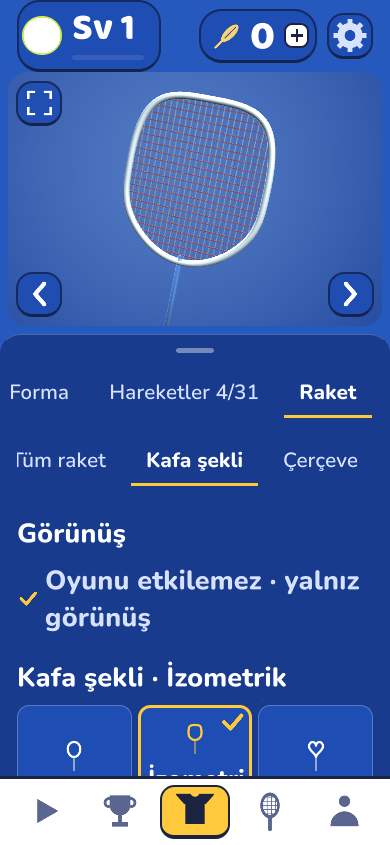 Sv 1
0
Forma Hareketler 4/31 Raket
Tüm raket Kafa şekli Çerçeve
Görünüş
Oyunu etkilemez · yalnız
görünüş
Kafa şekli · İzometrik